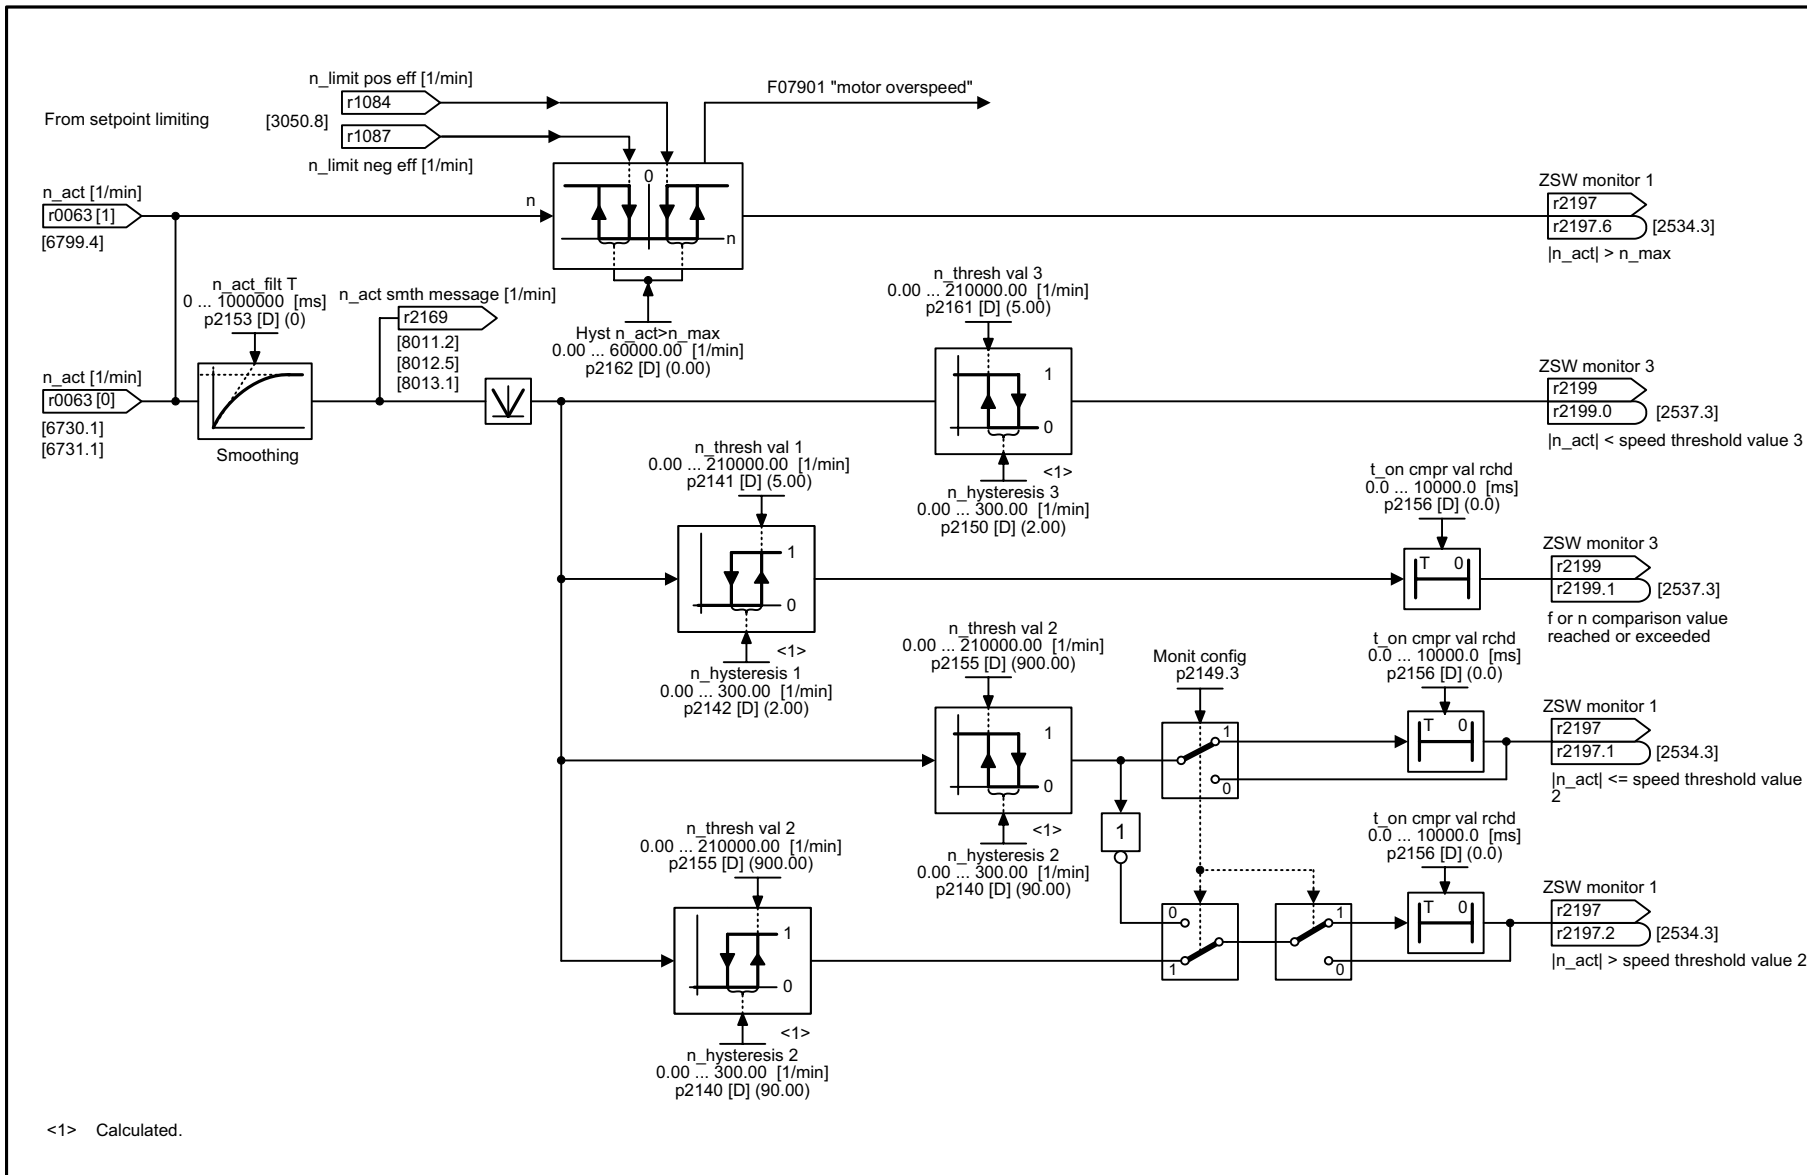 n_limit pos eff [1/min]
r1084
F07901 "motor overspeed"
From setpoint limiting
[3050.8]
r1087
n_limit neg eff [1/min]
0
n_act [1/min]
n
ZSW monitor 1
r2197
r0063 [1]
r2197.6
[2534.3]
[6799.4]
n
|n_act| > n_max
n_act_filt T
0 ... 1000000 [ms]
p2153 [D] (0)
n_act smth message [1/min]
r2169
[8011.2]
[8012.5]
[8013.1]
Hyst n_act>n_max
0.00 ... 60000.00 [1/min]
p2162 [D] (0.00)
n_thresh val 3
0.00 ... 210000.00 [1/min]
p2161 [D] (5.00)
n_act [1/min]
r0063 [0]
[6730.1]
[6731.1]
Smoothing
1
0
ZSW monitor 3
r2199
r2199.0
[2537.3]
|n_act| < speed threshold value 3
<1>
n_hysteresis 3
0.00 ... 300.00 [1/min]
p2150 [D] (2.00)
n_thresh val 1
0.00 ... 210000.00 [1/min]
p2141 [D] (5.00)
1
0
t_on cmpr val rchd
0.0 ... 10000.0 [ms]
p2156 [D] (0.0)
T 0
ZSW monitor 3
r2199
r2199.1
[2537.3]
f or n comparison value
reached or exceeded
<1>
n_hysteresis 1
0.00 ... 300.00 [1/min]
p2142 [D] (2.00)
n_thresh val 2
0.00 ... 210000.00 [1/min]
p2155 [D] (900.00)
1
0
Monit config
p2149.3
1
0
t_on cmpr val rchd
0.0 ... 10000.0 [ms]
p2156 [D] (0.0)
T 0
ZSW monitor 1
r2197
r2197.1
[2534.3]
|n_act| <= speed threshold value
2
<1>
n_hysteresis 2
0.00 ... 300.00 [1/min]
p2140 [D] (90.00)
1
n_thresh val 2
0.00 ... 210000.00 [1/min]
p2155 [D] (900.00)
1
0
0
1
1
0
t_on cmpr val rchd
0.0 ... 10000.0 [ms]
p2156 [D] (0.0)
T 0
ZSW monitor 1
r2197
r2197.2
[2534.3]
|n_act| > speed threshold value 2
<1>
n_hysteresis 2
0.00 ... 300.00 [1/min]
p2140 [D] (90.00)
<1> Calculated.